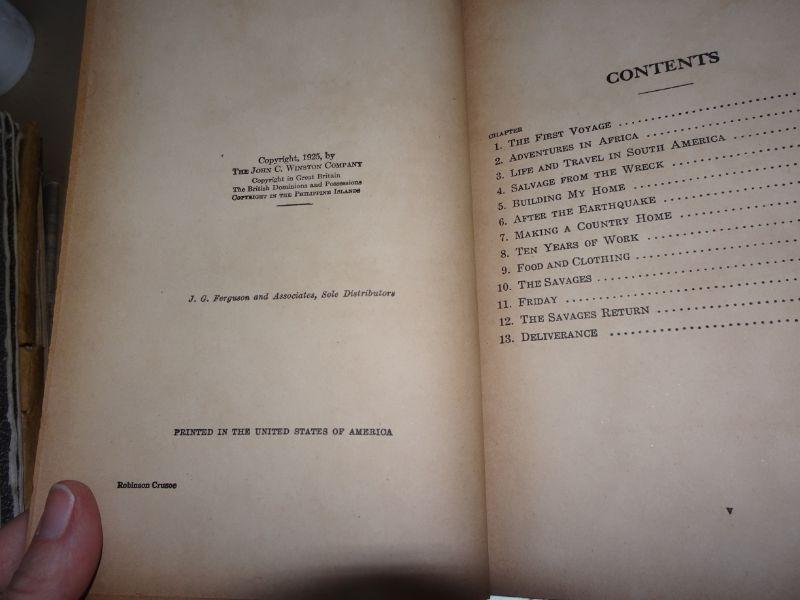 Copyright, 1925, by
THE JOHN C. WINSTON COMPANY
Copyright in Great Britain
The British Dominions and Possessions
COPYRIGHT IN THE PHILIPPINE ISLANDS
J. G. Ferguson and Associates, Sole Distributors
PRINTED IN THE UNITED STATES OF AMERICA
Robinson Crusoe
CONTENTS
CHAPTER
1. THE FIRST VOYAGE
2. ADVENTURES IN AFRICA
3. LIFE AND TRAVEL IN SOUTH AMERICA
4. SALVAGE FROM THE WRECK
5. BUILDING MY HOME
6. AFTER THE EARTHQUAKE
7. MAKING A COUNTRY HOME
8. TEN YEARS OF WORK
9. FOOD AND CLOTHING
10. THE SAVAGES
11. FRIDAY
12. THE SAVAGES RETURN
13. DELIVERANCE
v